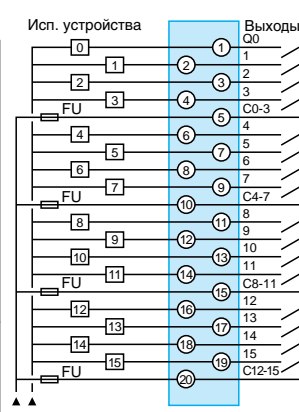 Исп. устройства Выходы
0 1 Q0
1 2 1
2 3 2
3 4 3
FU 5 C0-3
4 6 4
5 7 5
6 8 6
7 9 7
FU 10 C4-7
8 11 8
9 12 9
10 13 10
11 14 11
FU 15 C8-11
12 16 12
13 17 13
14 18 14
15 19 15
FU 20 C12-15